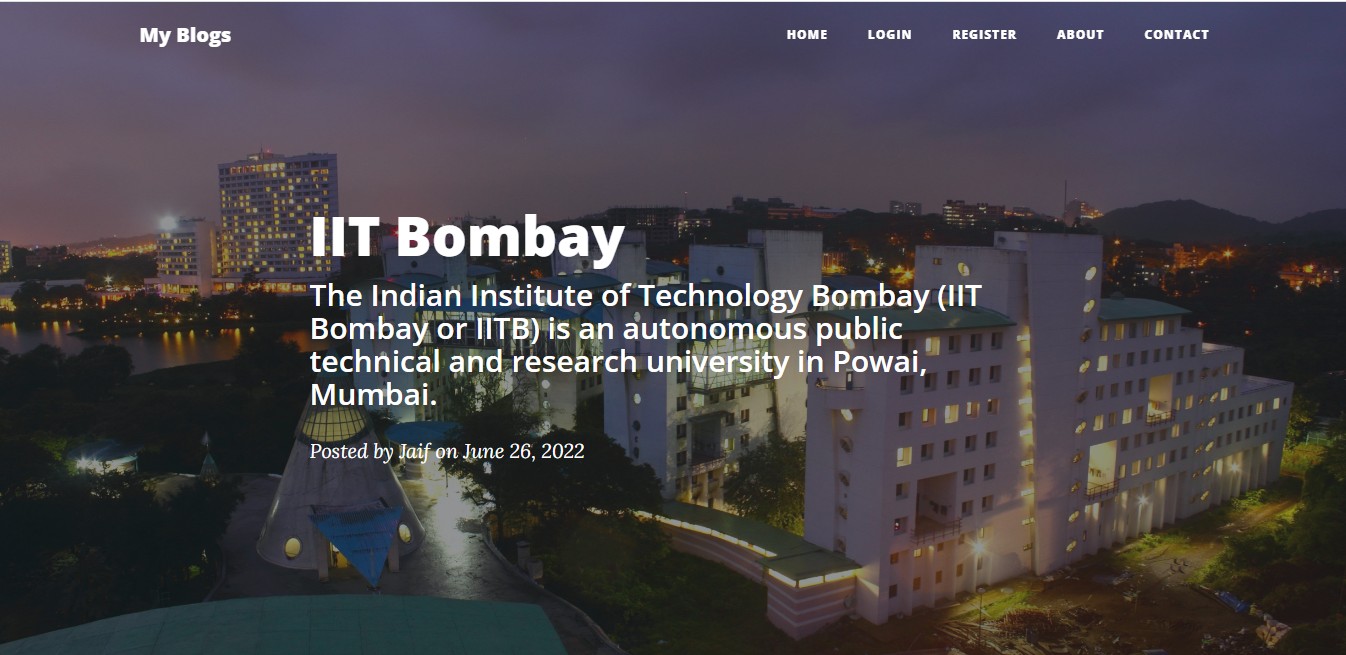 My Blogs
HOME LOGIN REGISTER ABOUT CONTACT
IIT Bombay
The Indian Institute of Technology Bombay (IIT
Bombay or IITB) is an autonomous public
technical and research university in Powai,
Mumbai.
Posted by Jaif on June 26, 2022